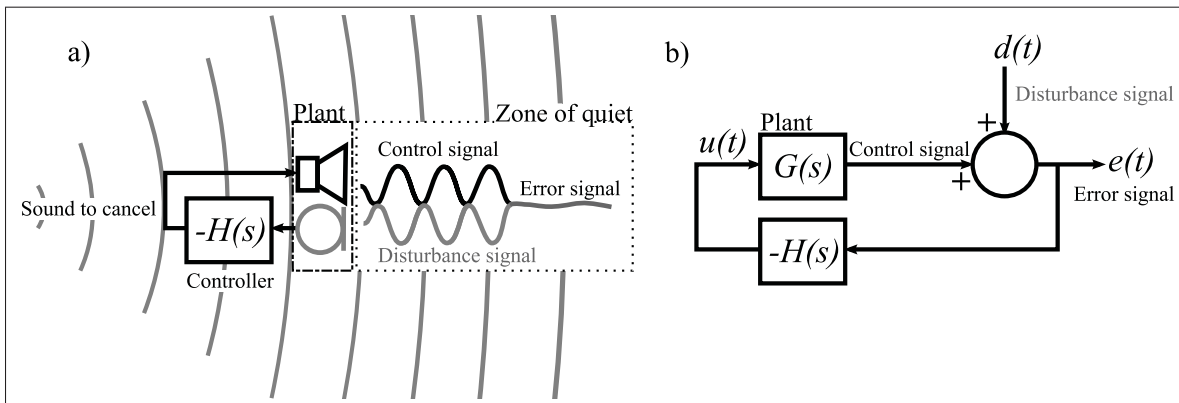 a)
Plant
Zone of quiet
Control signal
Error signal
Sound to cancel
-H(s)
Disturbance signal
Controller
b)
d(t)
Disturbance signal
+
Plant
u(t)
G(s)
Control signal
+
e(t)
Error signal
-H(s)